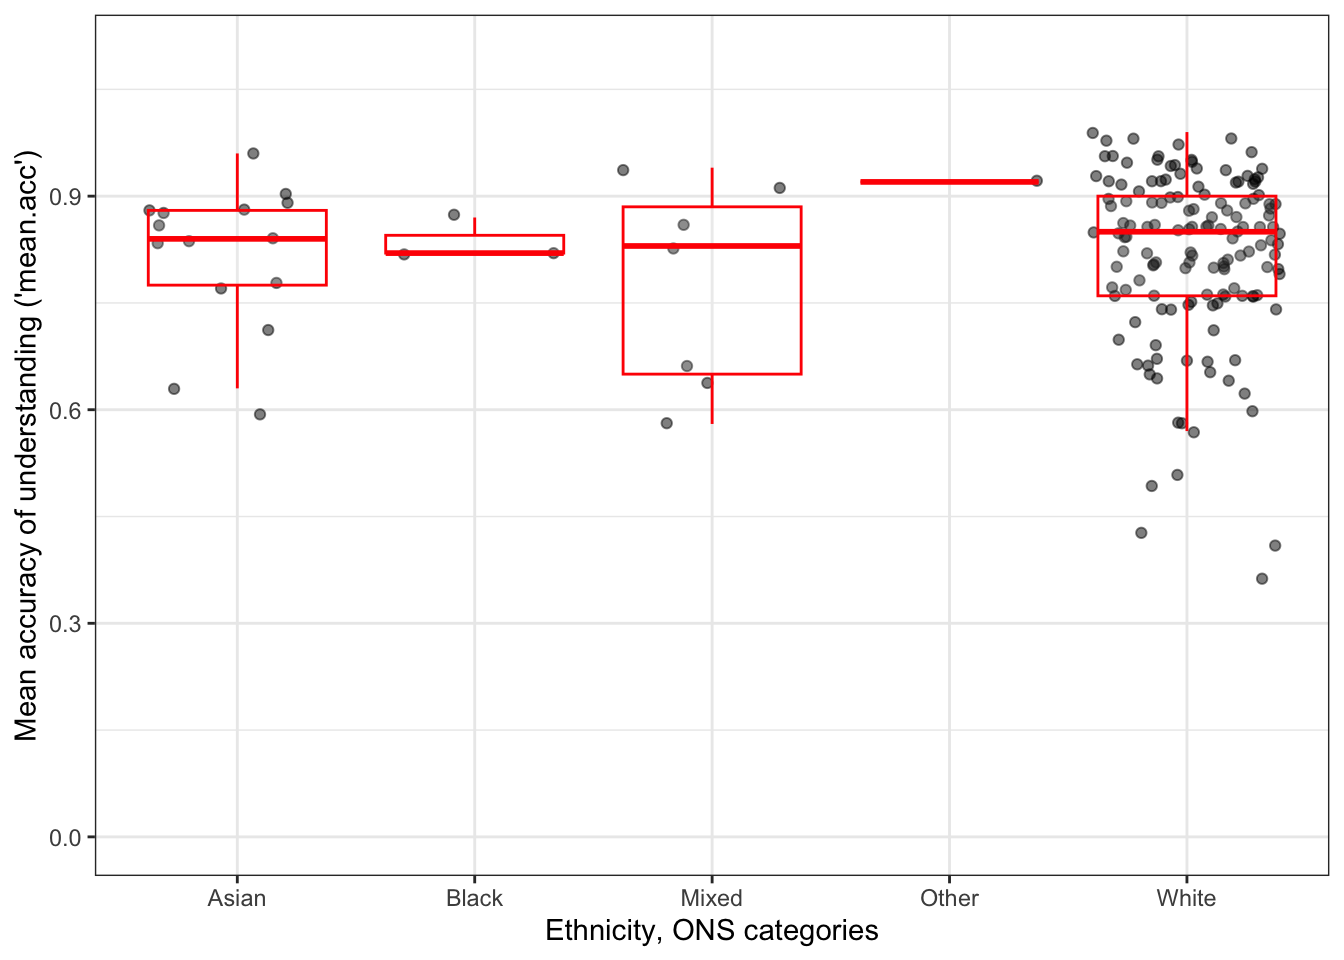 Mean accuracy of understanding ('mean.acc')
0.9
0.6
0.3
0.0
Asian Black Mixed Other White
Ethnicity, ONS categories